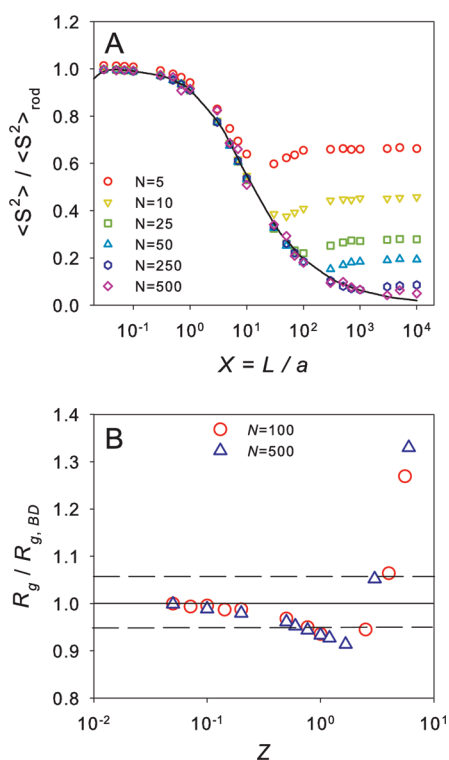 A
1.2
1.0
0.8
0.6
0.4
0.2
0.0
<S²> / <S²>rod
N=5
N=10
N=25
N=50
N=250
N=500
10⁻¹ 10⁰ 10¹ 10² 10³ 10⁴
X = L / a
B
1.4
1.3
1.2
1.1
1.0
0.9
0.8
Rg / Rg, BD
N=100
N=500
10⁻² 10⁻¹ 10⁰ 10¹
Z